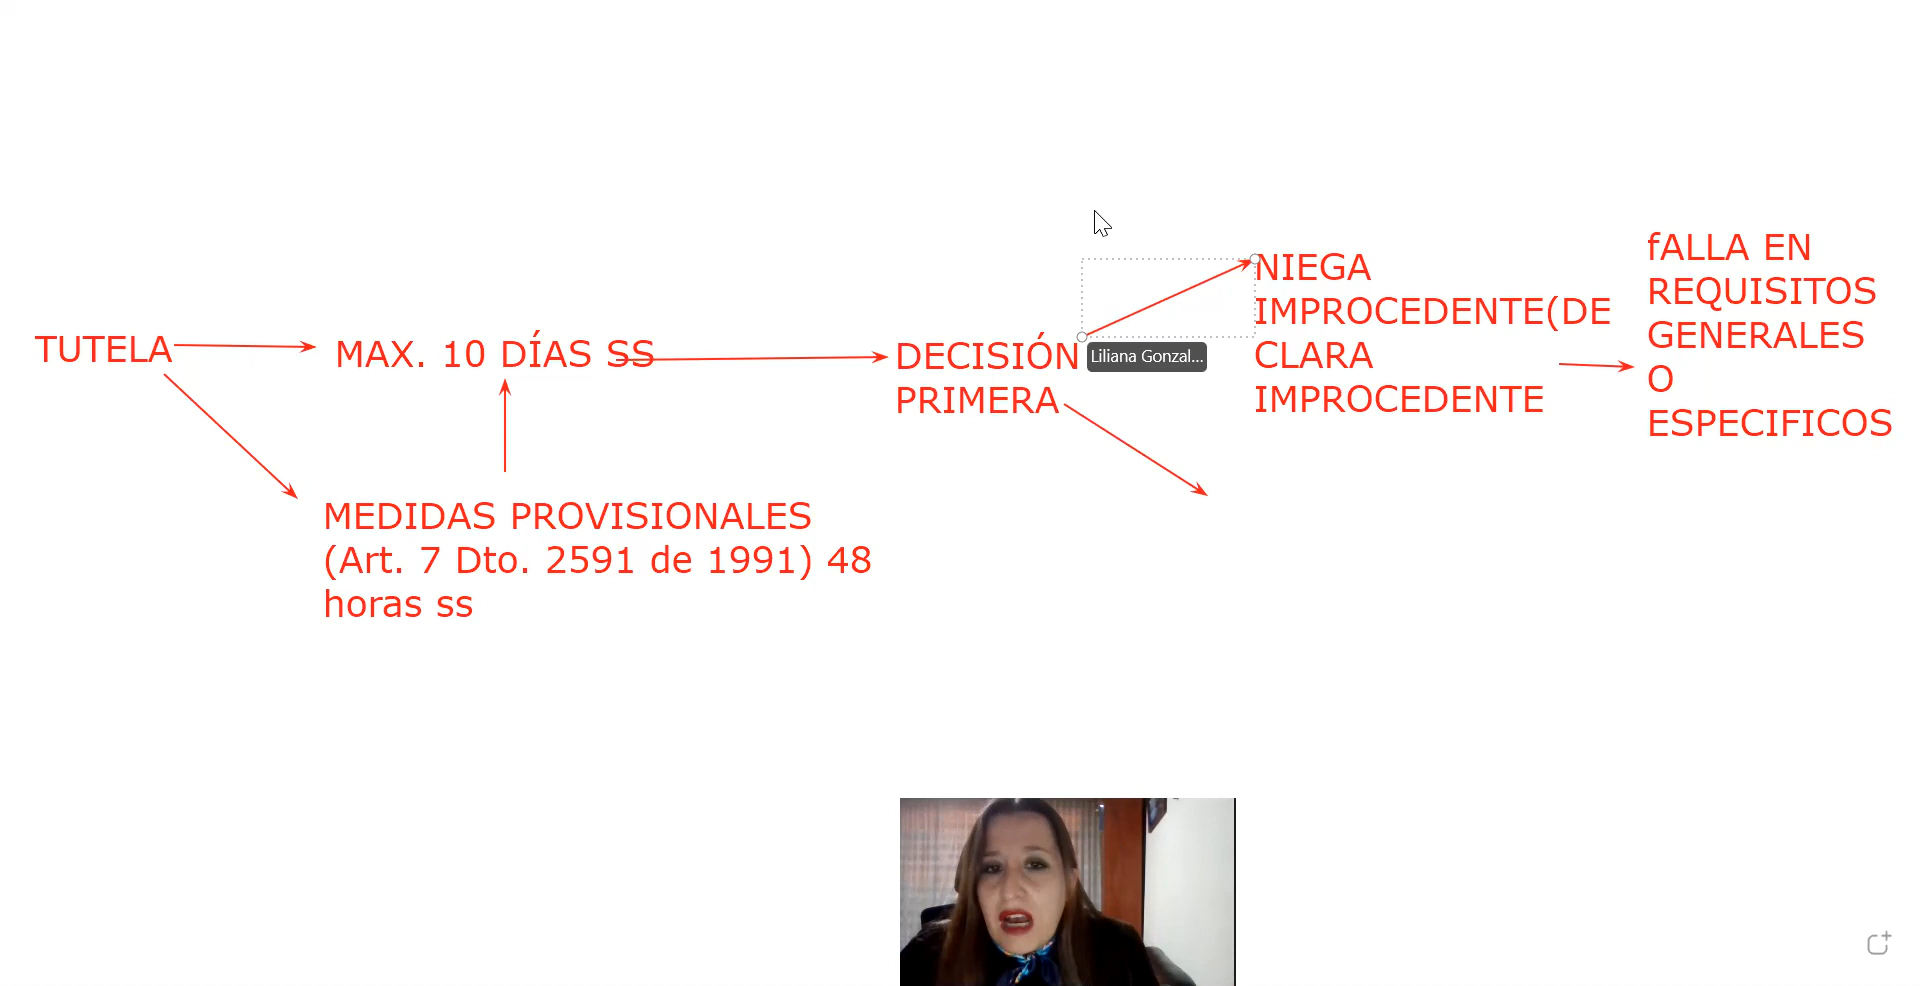 TUTELA
MAX. 10 DÍAS SS
MEDIDAS PROVISIONALES
(Art. 7 Dto. 2591 de 1991) 48
horas ss
DECISIÓN
PRIMERA
Liliana Gonzal...
NIEGA
IMPROCEDENTE(DE
CLARA
IMPROCEDENTE
fALLA EN
REQUISITOS
GENERALES
O
ESPECIFICOS